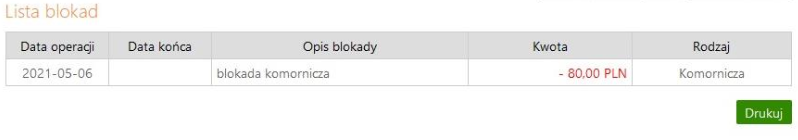 Lista blokad
Data operacji Data końca Opis blokady Kwota Rodzaj
2021-05-06 blokada komornicza - 80,00 PLN Komornicza
Drukuj